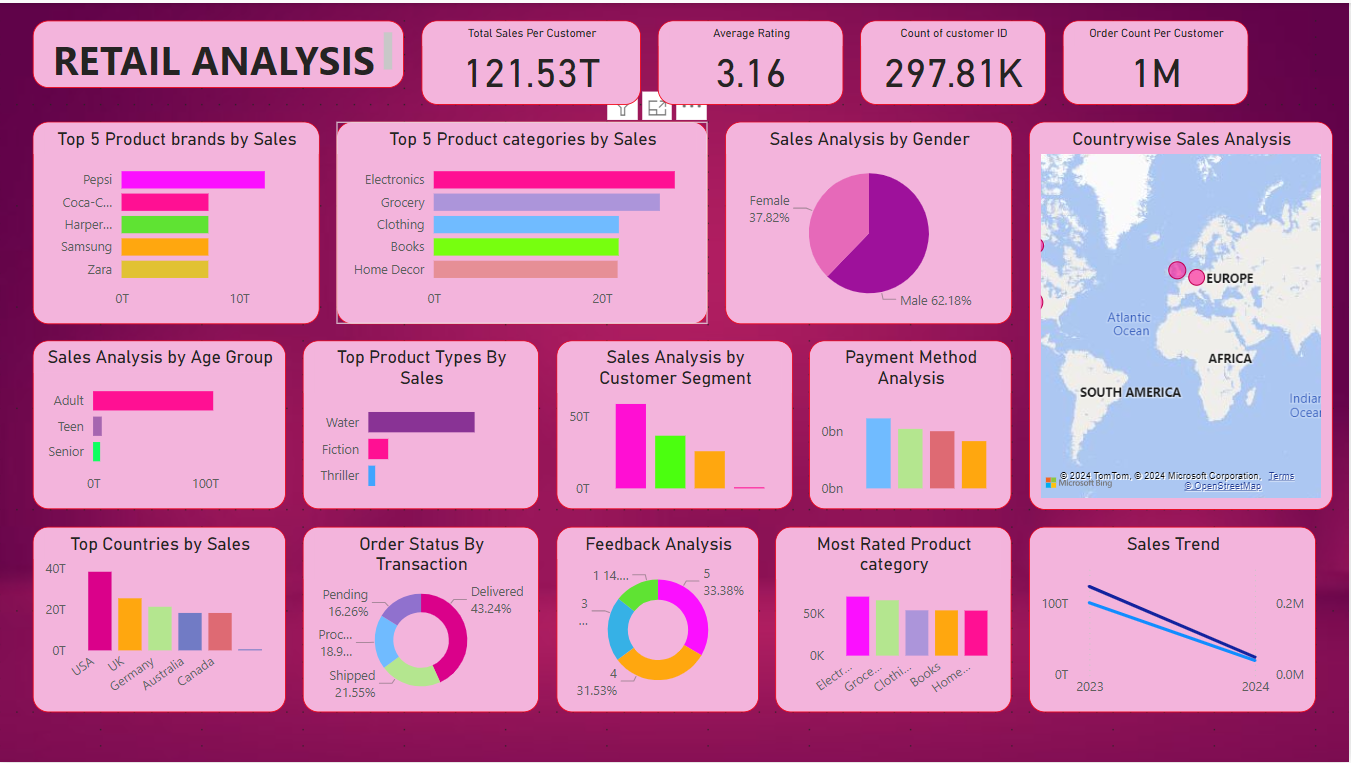 RETAIL ANALYSIS
Total Sales Per Customer
121.53T
Average Rating
3.16
Count of customer ID
297.81K
Order Count Per Customer
1M
Top 5 Product brands by Sales
Pepsi
Coca-C...
Harper...
Samsung
Zara
0T
10T
Top 5 Product categories by Sales
Electronics
Grocery
Clothing
Books
Home Decor
0T
20T
Sales Analysis by Gender
Female
37.82%
Male 62.18%
Countrywise Sales Analysis
EUROPE
Atlantic
Ocean
AFRICA
SOUTH AMERICA
Indian
Ocean
© 2024 TomTom, © 2024 Microsoft Corporation, Terms
Microsoft Bing
© OpenStreetMap
Sales Analysis by Age Group
Adult
Teen
Senior
0T
100T
Top Product Types By
Sales
Water
Fiction
Thriller
Sales Analysis by
Customer Segment
50T
0T
Payment Method
Analysis
0bn
0bn
Top Countries by Sales
40T
20T
0T
USA
UK
Germany
Australia
Canada
Order Status By
Transaction
Pending
16.26%
Delivered
43.24%
Proc...
18.9...
Shipped
21.55%
Feedback Analysis
1 14....
5
33.38%
3
...
4
31.53%
Most Rated Product
category
50K
0K
Electr...
Groce...
Clothi...
Books
Home...
Sales Trend
100T
0.2M
0T
0.0M
2023
2024